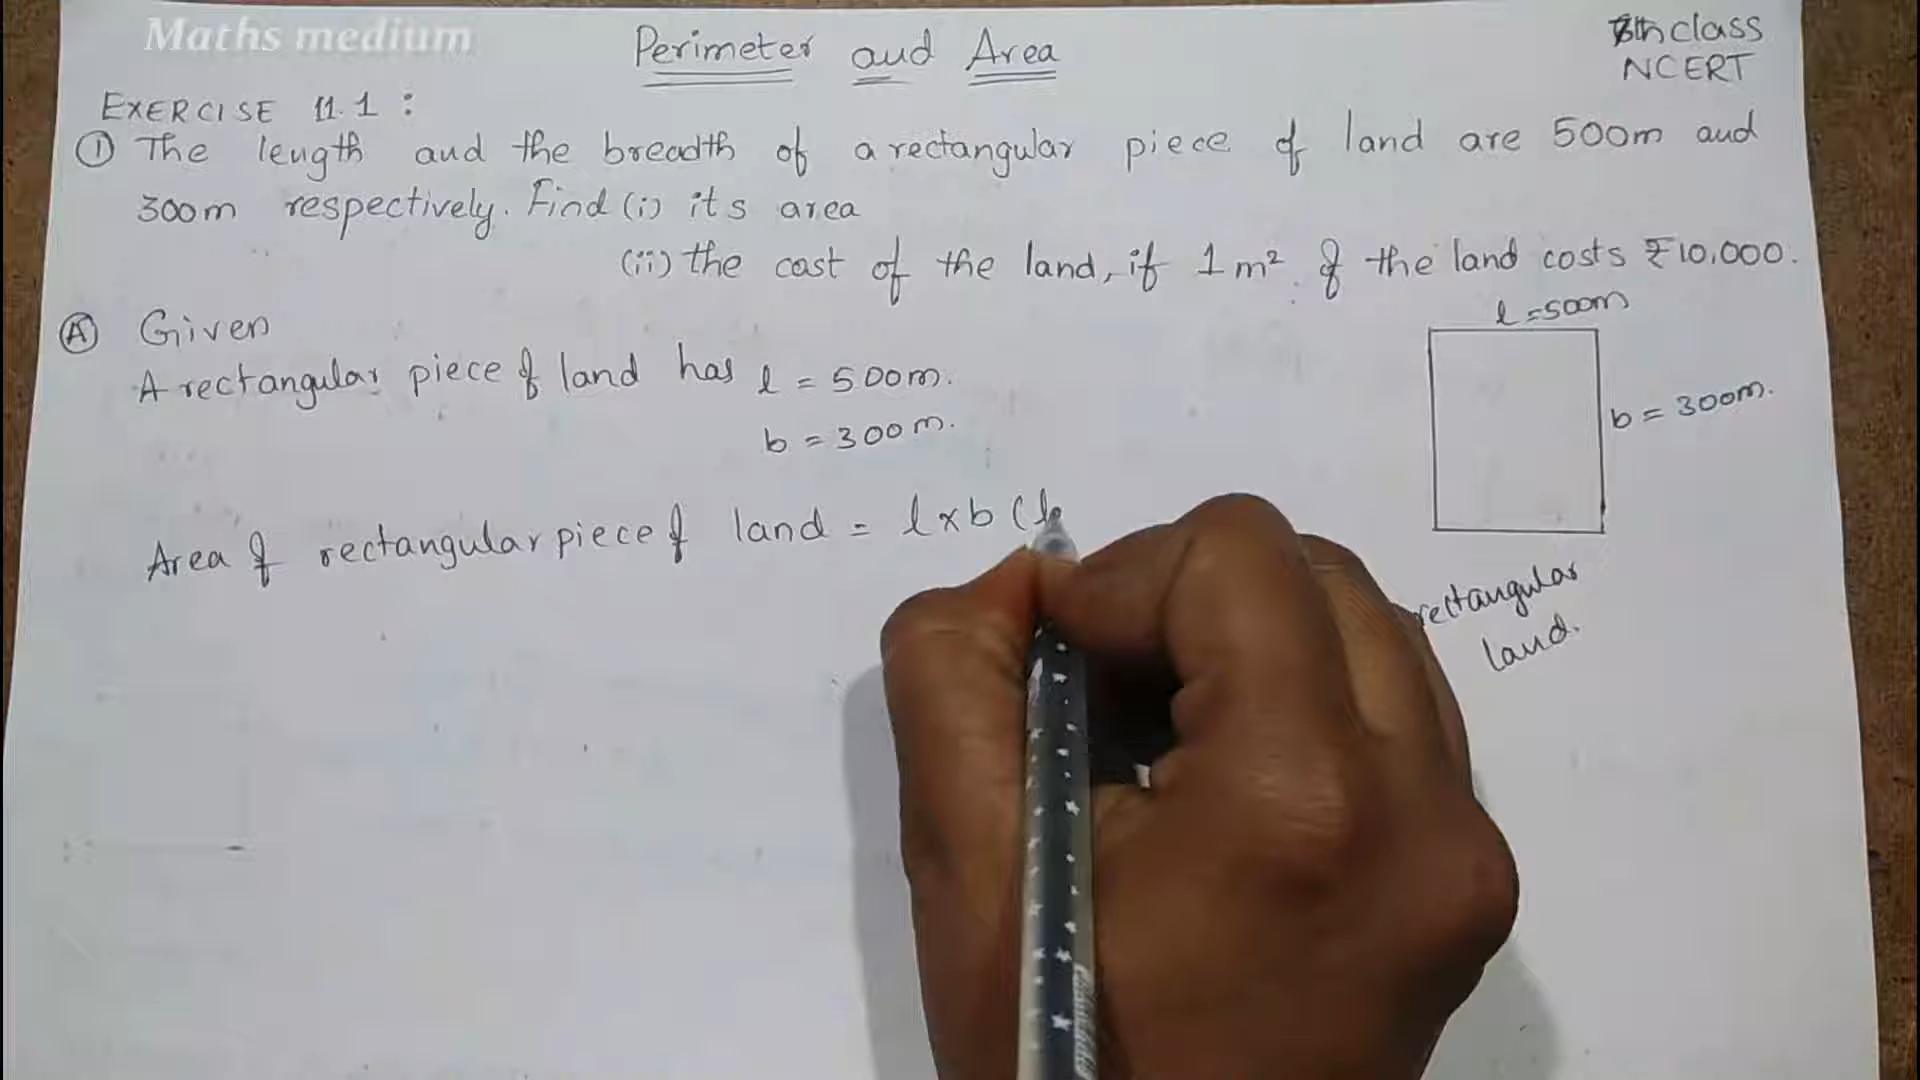 Maths medium
Perimeter and Area
7th class
NCERT
EXERCISE 11.1 :
① The length and the breadth of a rectangular piece of land are 500m and
300m respectively. Find (i) its area
(ii) the cost of the land, if 1 m² of the land costs ₹10,000.
Ⓐ Given
A rectangular piece of land has l = 500m.
b = 300m.
l = 500m
b = 300m.
rectangular
land.
Area of rectangular piece of land = l × b (